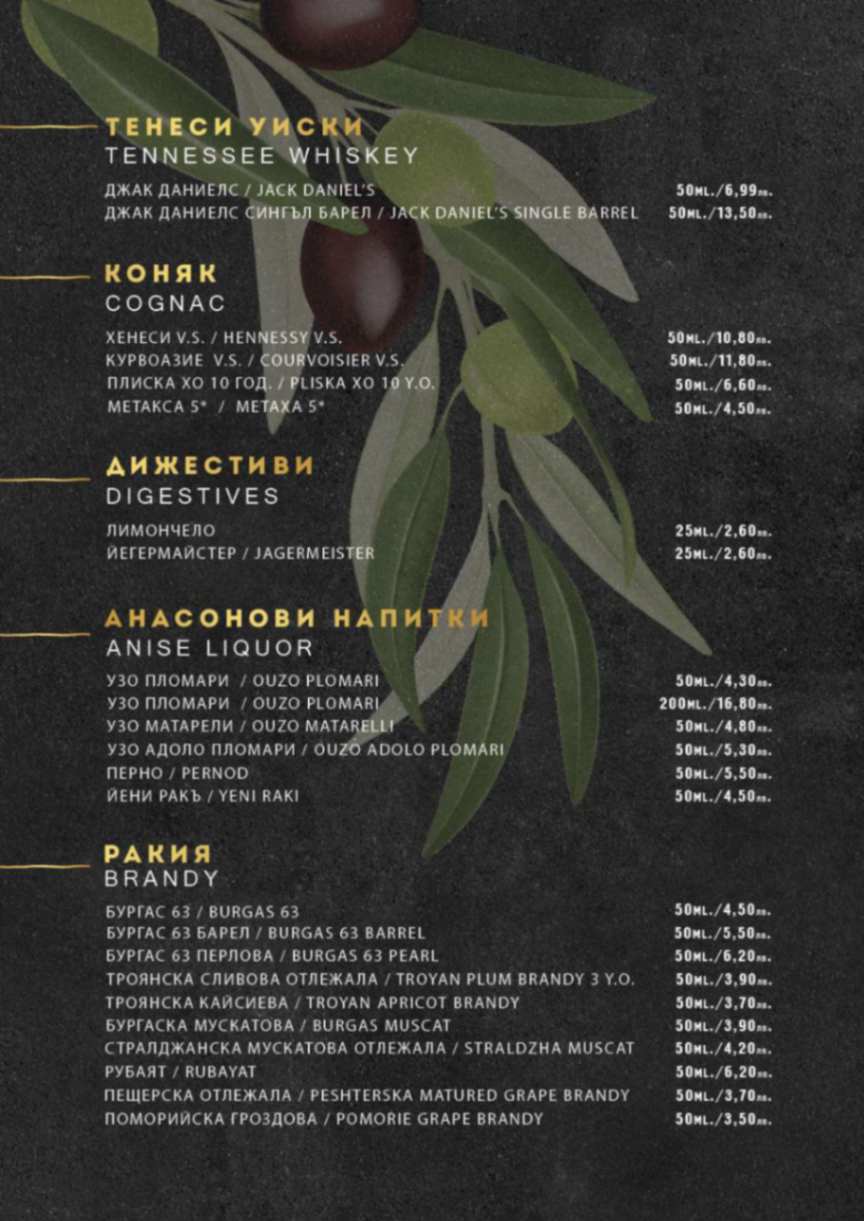 ТЕНЕСИ УИСКИ
TENNESSEE WHISKEY
ДЖАК ДАНИЕЛС / JACK DANIEL'S 50ML./6,99лв.
ДЖАК ДАНИЕЛС СИНГЪЛ БАРЕЛ / JACK DANIEL'S SINGLE BARREL 50ML./13,50лв.
КОНЯК
COGNAC
ХЕНЕСИ V.S. / HENNESSY V.S. 50ML./10,80лв.
КУРВОАЗИЕ V.S. / COURVOISIER V.S. 50ML./11,80лв.
ПЛИСКА XO 10 ГОД. / PLISKA XO 10 Y.O. 50ML./6,60лв.
МЕТАКСА 5* / METAXA 5* 50ML./4,50лв.
ДИЖЕСТИВИ
DIGESTIVES
ЛИМОНЧЕЛО 25ML./2,60лв.
ЙЕГЕРМАЙСТЕР / JAGERMEISTER 25ML./2,60лв.
АНАСОНОВИ НАПИТКИ
ANISE LIQUOR
УЗО ПЛОМАРИ / OUZO PLOMARI 50ML./4,30лв.
УЗО ПЛОМАРИ / OUZO PLOMARI 200ML./16,80лв.
УЗО МАТАРЕЛИ / OUZO MATARELLI 50ML./4,80лв.
УЗО АДОЛО ПЛОМАРИ / OUZO ADOLO PLOMARI 50ML./5,30лв.
ПЕРНО / PERNOD 50ML./5,50лв.
ЙЕНИ РАКЪ / YENI RAKI 50ML./4,50лв.
РАКИЯ
BRANDY
БУРГАС 63 / BURGAS 63 50ML./4,50лв.
БУРГАС 63 БАРЕЛ / BURGAS 63 BARREL 50ML./5,50лв.
БУРГАС 63 ПЕРЛОВА / BURGAS 63 PEARL 50ML./6,20лв.
ТРОЯНСКА СЛИВОВА ОТЛЕЖАЛА / TROYAN PLUM BRANDY 3 Y.O. 50ML./3,90лв.
ТРОЯНСКА КАЙСИЕВА / TROYAN APRICOT BRANDY 50ML./3,70лв.
БУРГАСКА МУСКАТОВА / BURGAS MUSCAT 50ML./3,90лв.
СТРАЛДЖАНСКА МУСКАТОВА ОТЛЕЖАЛА / STRALDZHA MUSCAT 50ML./4,20лв.
РУБАЯТ / RUBAYAT 50ML./6,20лв.
ПЕЩЕРСКА ОТЛЕЖАЛА / PESHTERSKA MATURED GRAPE BRANDY 50ML./3,70лв.
ПОМОРИЙСКА ГРОЗДОВА / POMORIE GRAPE BRANDY 50ML./3,50лв.